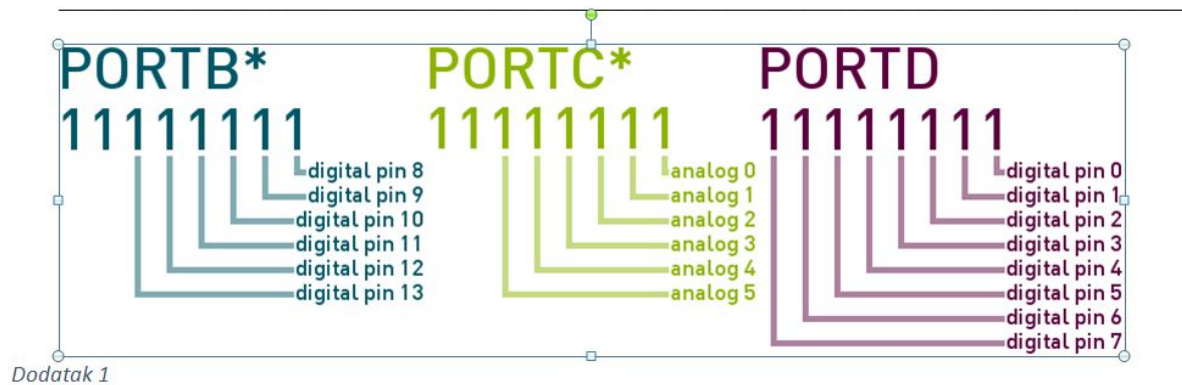 PORTB* PORTC* PORTD
11111111 11111111 11111111
digital pin 8 analog 0 digital pin 0
digital pin 9 analog 1 digital pin 1
digital pin 10 analog 2 digital pin 2
digital pin 11 analog 3 digital pin 3
digital pin 12 analog 4 digital pin 4
digital pin 13 analog 5 digital pin 5
digital pin 6
digital pin 7
Dodatak 1